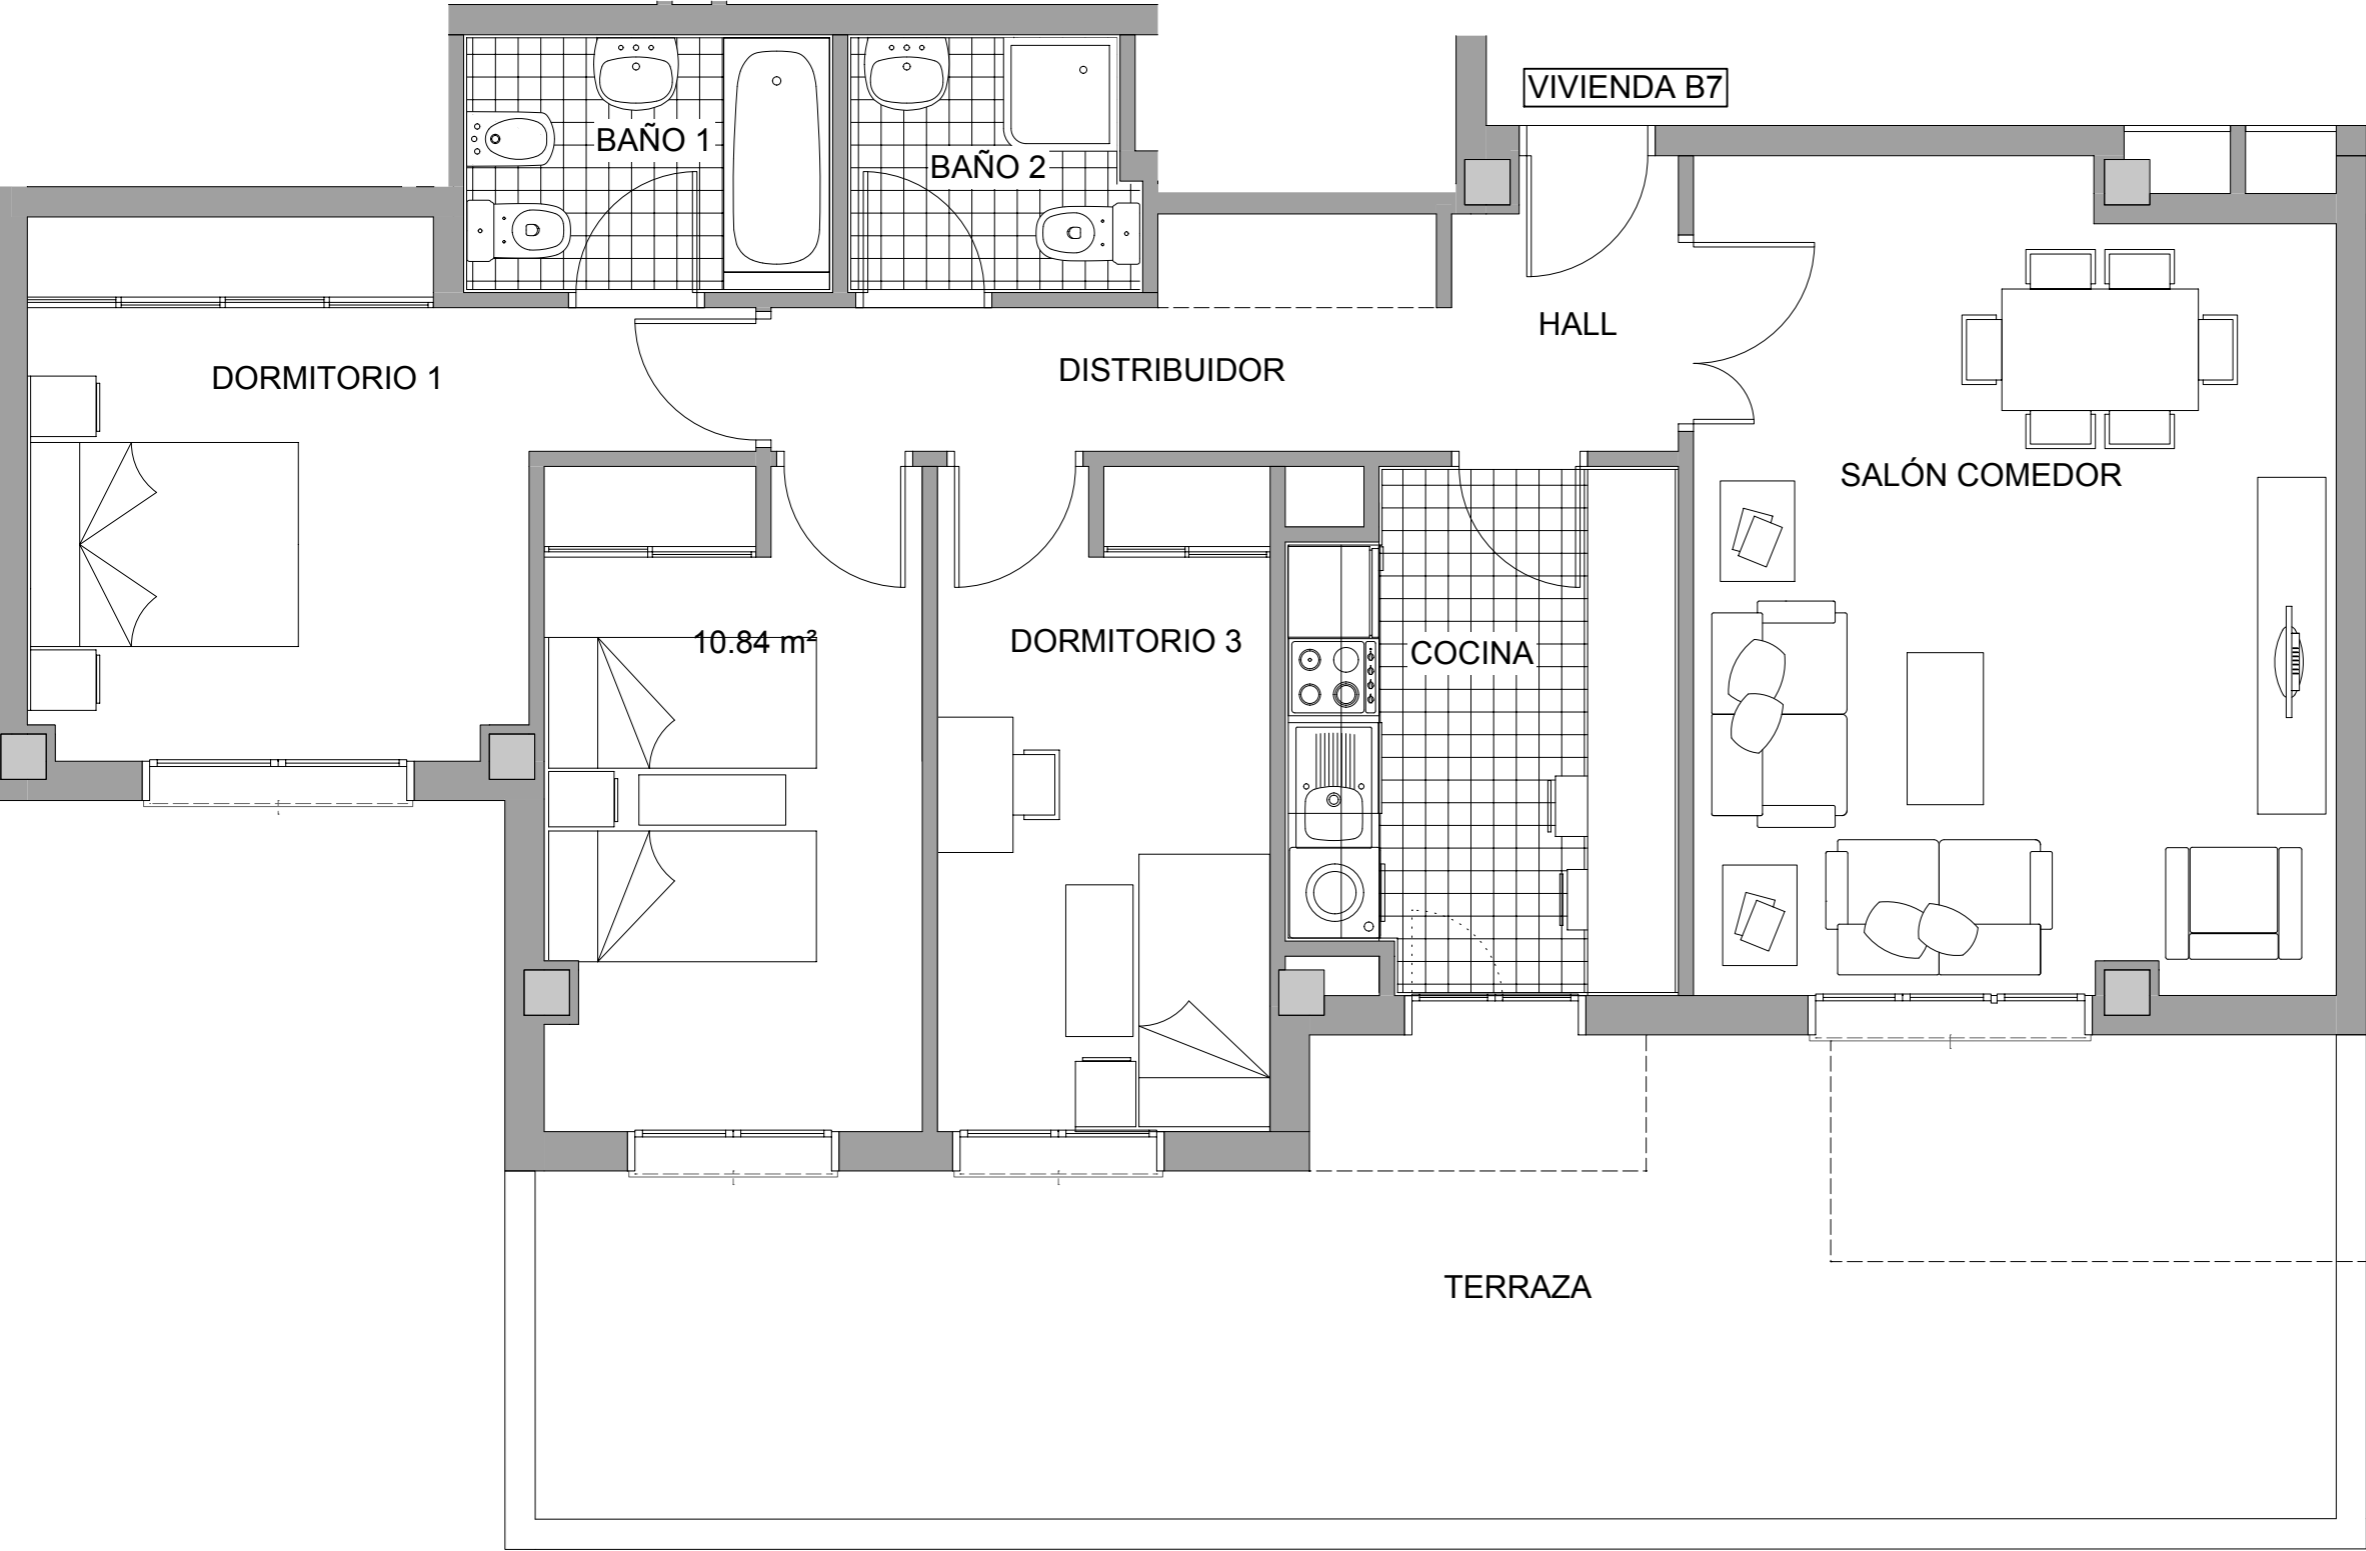 VIVIENDA B7
BAÑO 1
BAÑO 2
HALL
DISTRIBUIDOR
DORMITORIO 1
SALÓN COMEDOR
10.84 m²
DORMITORIO 3
COCINA
TERRAZA